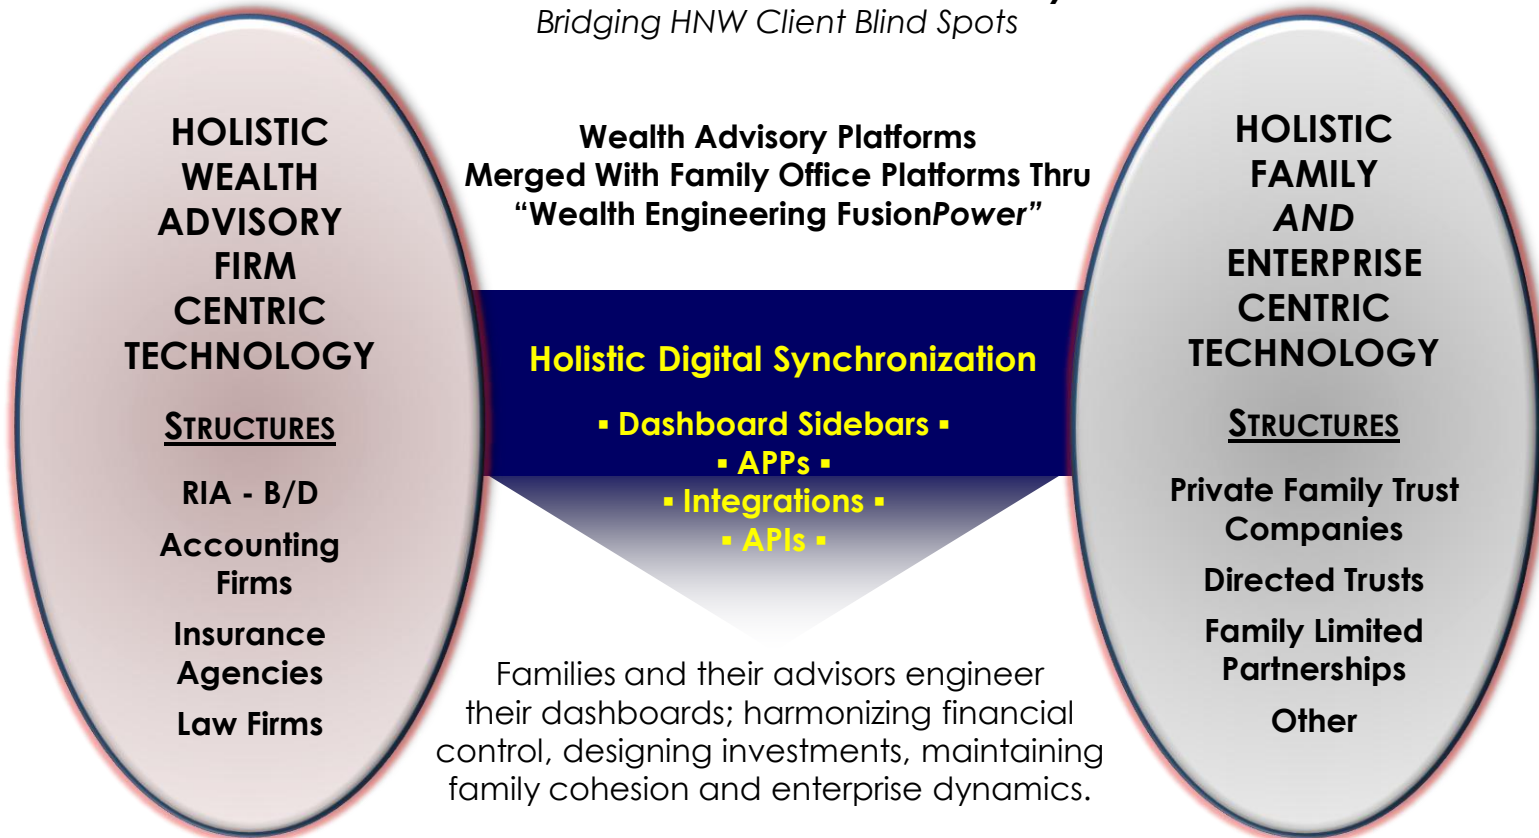 Bridging HNW Client Blind Spots
HOLISTIC
WEALTH
ADVISORY
FIRM
CENTRIC
TECHNOLOGY
STRUCTURES
RIA - B/D
Accounting
Firms
Insurance
Agencies
Law Firms
Wealth Advisory Platforms
Merged With Family Office Platforms Thru
“Wealth Engineering FusionPower”
Holistic Digital Synchronization
▪ Dashboard Sidebars ▪
▪ APPs ▪
▪ Integrations ▪
▪ APIs ▪
Families and their advisors engineer
their dashboards; harmonizing financial
control, designing investments, maintaining
family cohesion and enterprise dynamics.
HOLISTIC
FAMILY
AND
ENTERPRISE
CENTRIC
TECHNOLOGY
STRUCTURES
Private Family Trust
Companies
Directed Trusts
Family Limited
Partnerships
Other